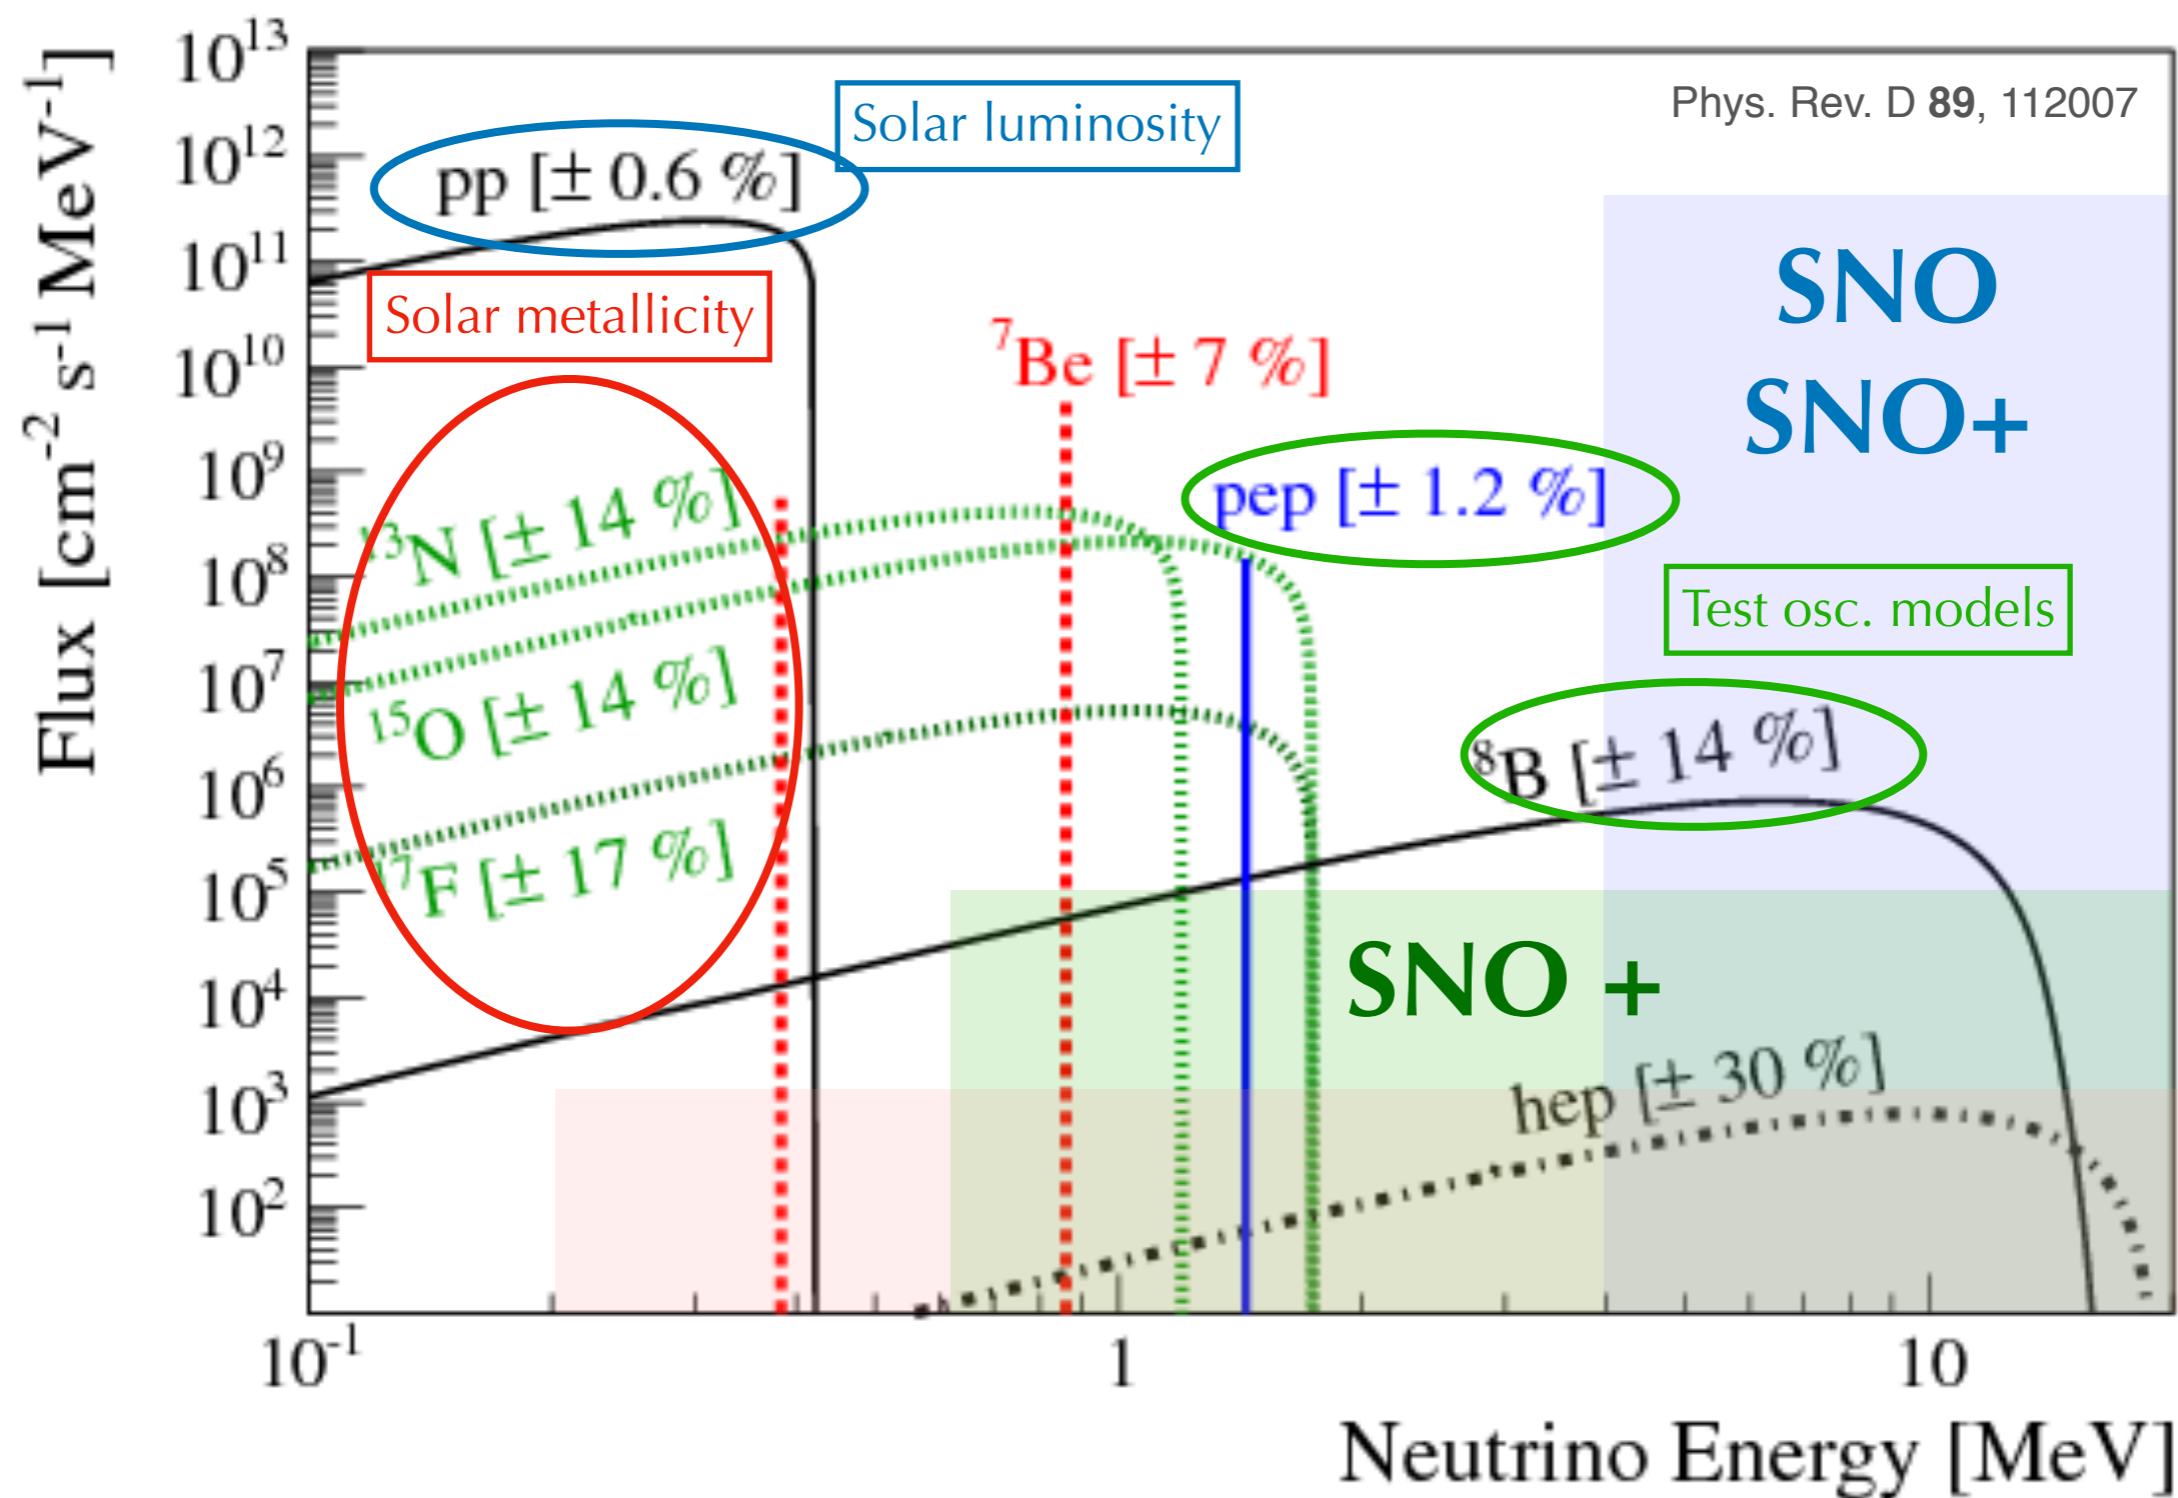 10¹³
10¹²
10¹¹
10¹⁰
10⁹
10⁸
10⁷
10⁶
10⁵
10⁴
10³
10²
Flux [cm⁻² s⁻¹ MeV⁻¹]
Phys. Rev. D 89, 112007
Solar luminosity
pp [± 0.6 %]
Solar metallicity
SNO
SNO+
⁷Be [± 7 %]
pep [± 1.2 %]
¹³N [± 14 %]
Test osc. models
¹⁵O [± 14 %]
⁸B [± 14 %]
¹⁷F [± 17 %]
SNO +
hep [± 30 %]
10⁻¹ 1 10
Neutrino Energy [MeV]